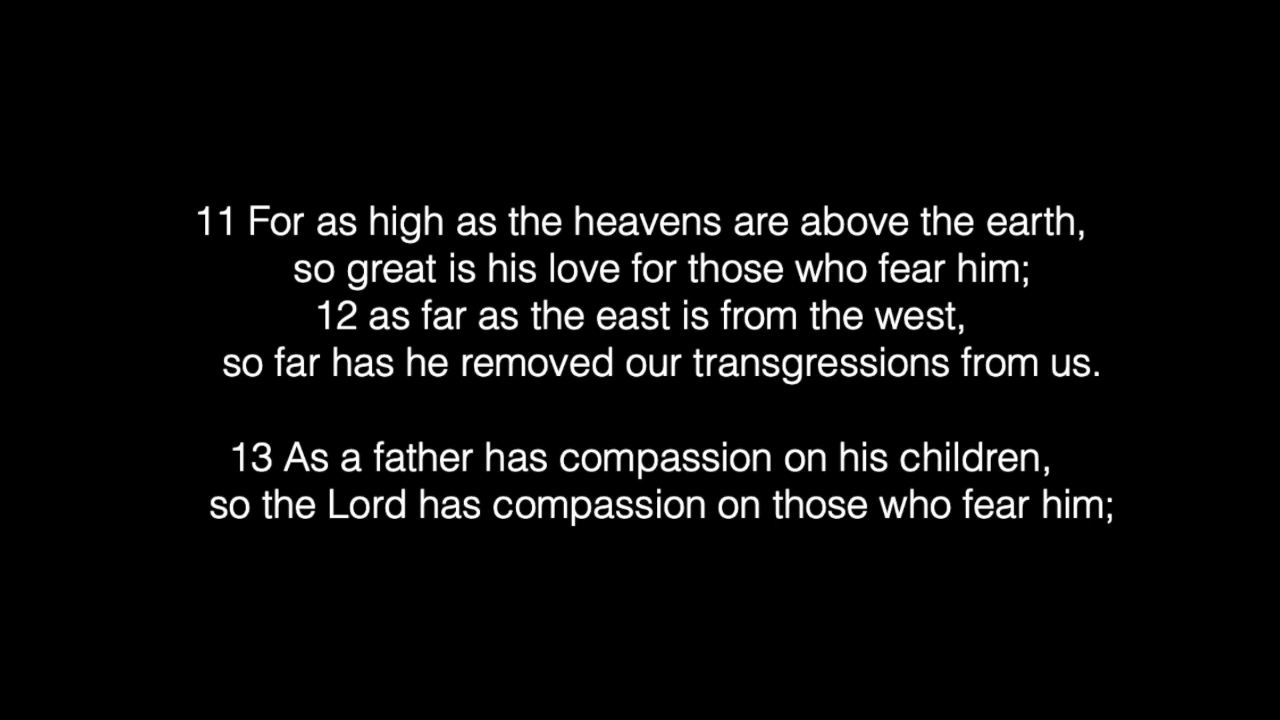 11 For as high as the heavens are above the earth,
so great is his love for those who fear him;
12 as far as the east is from the west,
so far has he removed our transgressions from us.
13 As a father has compassion on his children,
so the Lord has compassion on those who fear him;